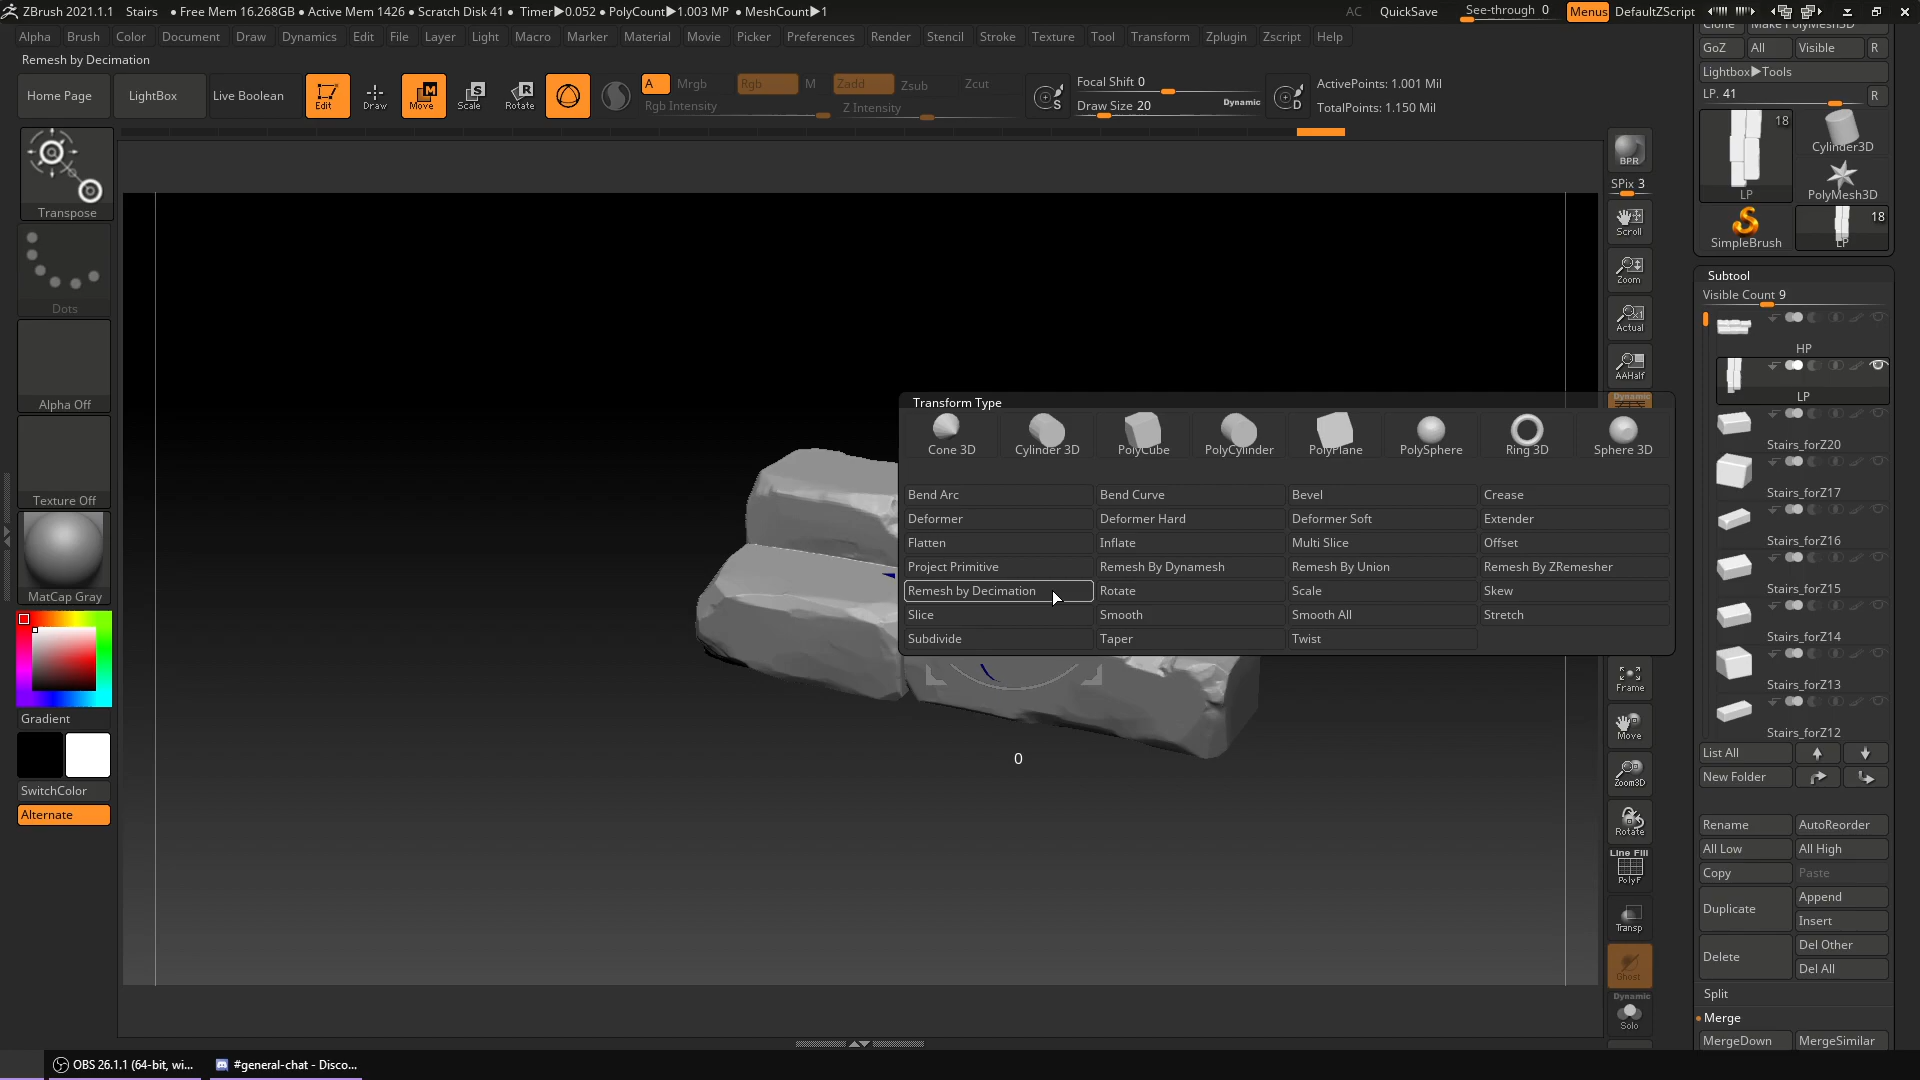 ZBrush 2021.1.1 Stairs • Free Mem 16.268GB • Active Mem 1426 • Scratch Disk 41 • Timer▶0.052 • PolyCount▶1.003 MP • MeshCount▶1 AC QuickSave See-through 0 Menus DefaultZScript
Alpha Brush Color Document Draw Dynamics Edit File Layer Light Macro Marker Material Movie Picker Preferences Render Stencil Stroke Texture Tool Transform Zplugin Zscript Help
Remesh by Decimation
Home Page LightBox Live Boolean Edit Draw Move Scale Rotate
A Mrgb Rgb M Zadd Zsub Zcut
Rgb Intensity Z Intensity
Focal Shift 0
Draw Size 20 Dynamic
ActivePoints: 1.001 Mil
TotalPoints: 1.150 Mil
Transpose
Dots
Alpha Off
Texture Off
MatCap Gray
Gradient
SwitchColor
Alternate
Transform Type
Cone 3D Cylinder 3D PolyCube PolyCylinder PolyPlane PolySphere Ring 3D Sphere 3D
Bend Arc Bend Curve Bevel Crease
Deformer Deformer Hard Deformer Soft Extender
Flatten Inflate Multi Slice Offset
Project Primitive Remesh By Dynamesh Remesh By Union Remesh By ZRemesher
Remesh by Decimation Rotate Scale Skew
Slice Smooth Smooth All Stretch
Subdivide Taper Twist
0
BPR
SPix 3
Scroll
Zoom
Actual
AAHalf
Dynamic
Frame
Move
Zoom3D
Rotate
Line Fill
PolyF
Transp
Ghost
Dynamic
Solo
Clone Make PolyMesh3D
GoZ All Visible R
Lightbox▶Tools
LP. 41 R
18
LP
Cylinder3D
PolyMesh3D
SimpleBrush
18
LP
Subtool
Visible Count 9
HP
LP
Stairs_forZ20
Stairs_forZ17
Stairs_forZ16
Stairs_forZ15
Stairs_forZ14
Stairs_forZ13
Stairs_forZ12
List All
New Folder
Rename AutoReorder
All Low All High
Copy Paste
Duplicate Append
Insert
Delete Del Other
Del All
Split
Merge
MergeDown MergeSimilar
OBS 26.1.1 (64-bit, wi... #general-chat - Disco...